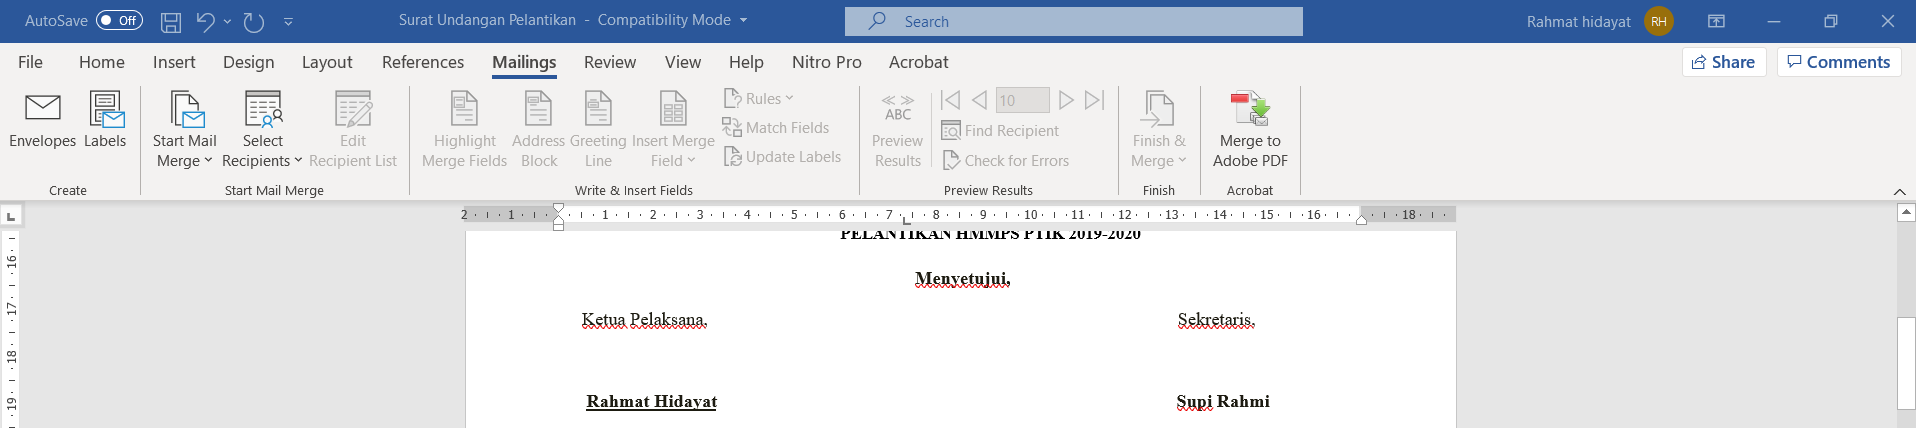 AutoSave Off Surat Undangan Pelantikan - Compatibility Mode Search Rahmat hidayat RH
File Home Insert Design Layout References Mailings Review View Help Nitro Pro Acrobat Share Comments
Envelopes
Labels
Start Mail Merge
Select Recipients
Edit Recipient List
Highlight Merge Fields
Address Block
Greeting Line
Insert Merge Field
Rules
Match Fields
Update Labels
ABC
Preview Results
10
Find Recipient
Check for Errors
Finish & Merge
Merge to Adobe PDF
Create Start Mail Merge Write & Insert Fields Preview Results Finish Acrobat
2 1 1 2 3 4 5 6 7 8 9 10 11 12 13 14 15 16 18
16
17
18
19
PELANTIKAN HMMPS PTIK 2019-2020
Menyetujui,
Ketua Pelaksana, Sekretaris,
Rahmat Hidayat Supi Rahmi